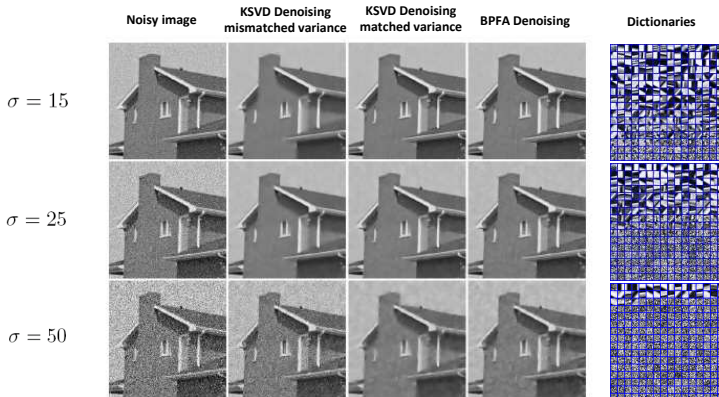 Noisy image
KSVD Denoising
mismatched variance
KSVD Denoising
matched variance
BPFA Denoising
Dictionaries
σ = 15
σ = 25
σ = 50